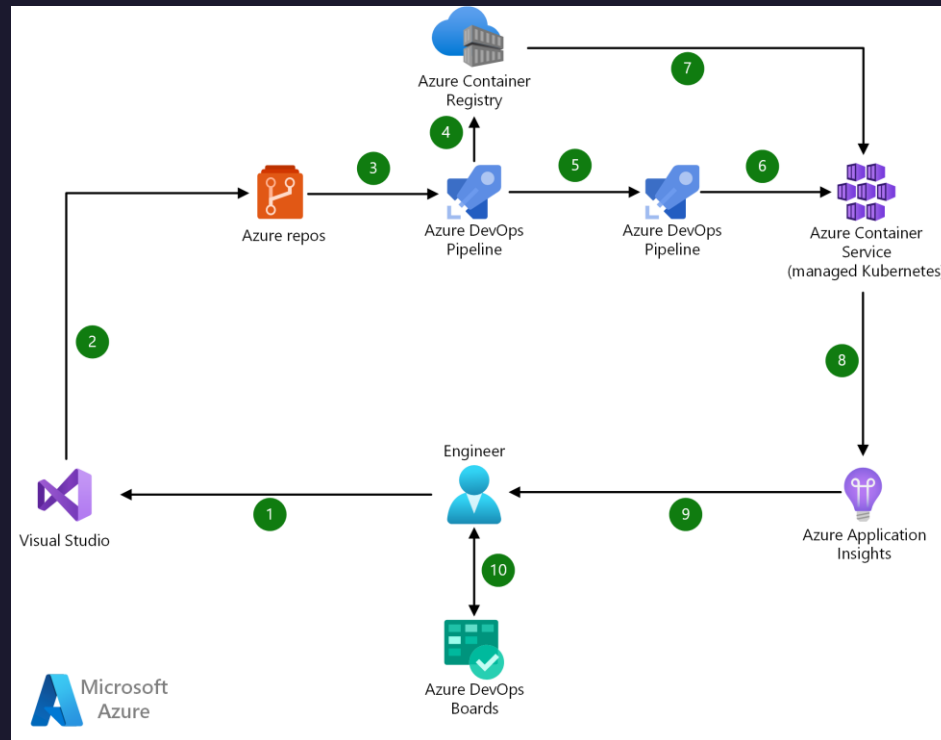 Azure Container
Registry
7
4
3
5
6
Azure repos
Azure DevOps
Pipeline
Azure DevOps
Pipeline
Azure Container
Service
(managed Kubernetes)
2
8
Engineer
1
9
Visual Studio
Azure Application
Insights
10
Azure DevOps
Boards
Microsoft
Azure